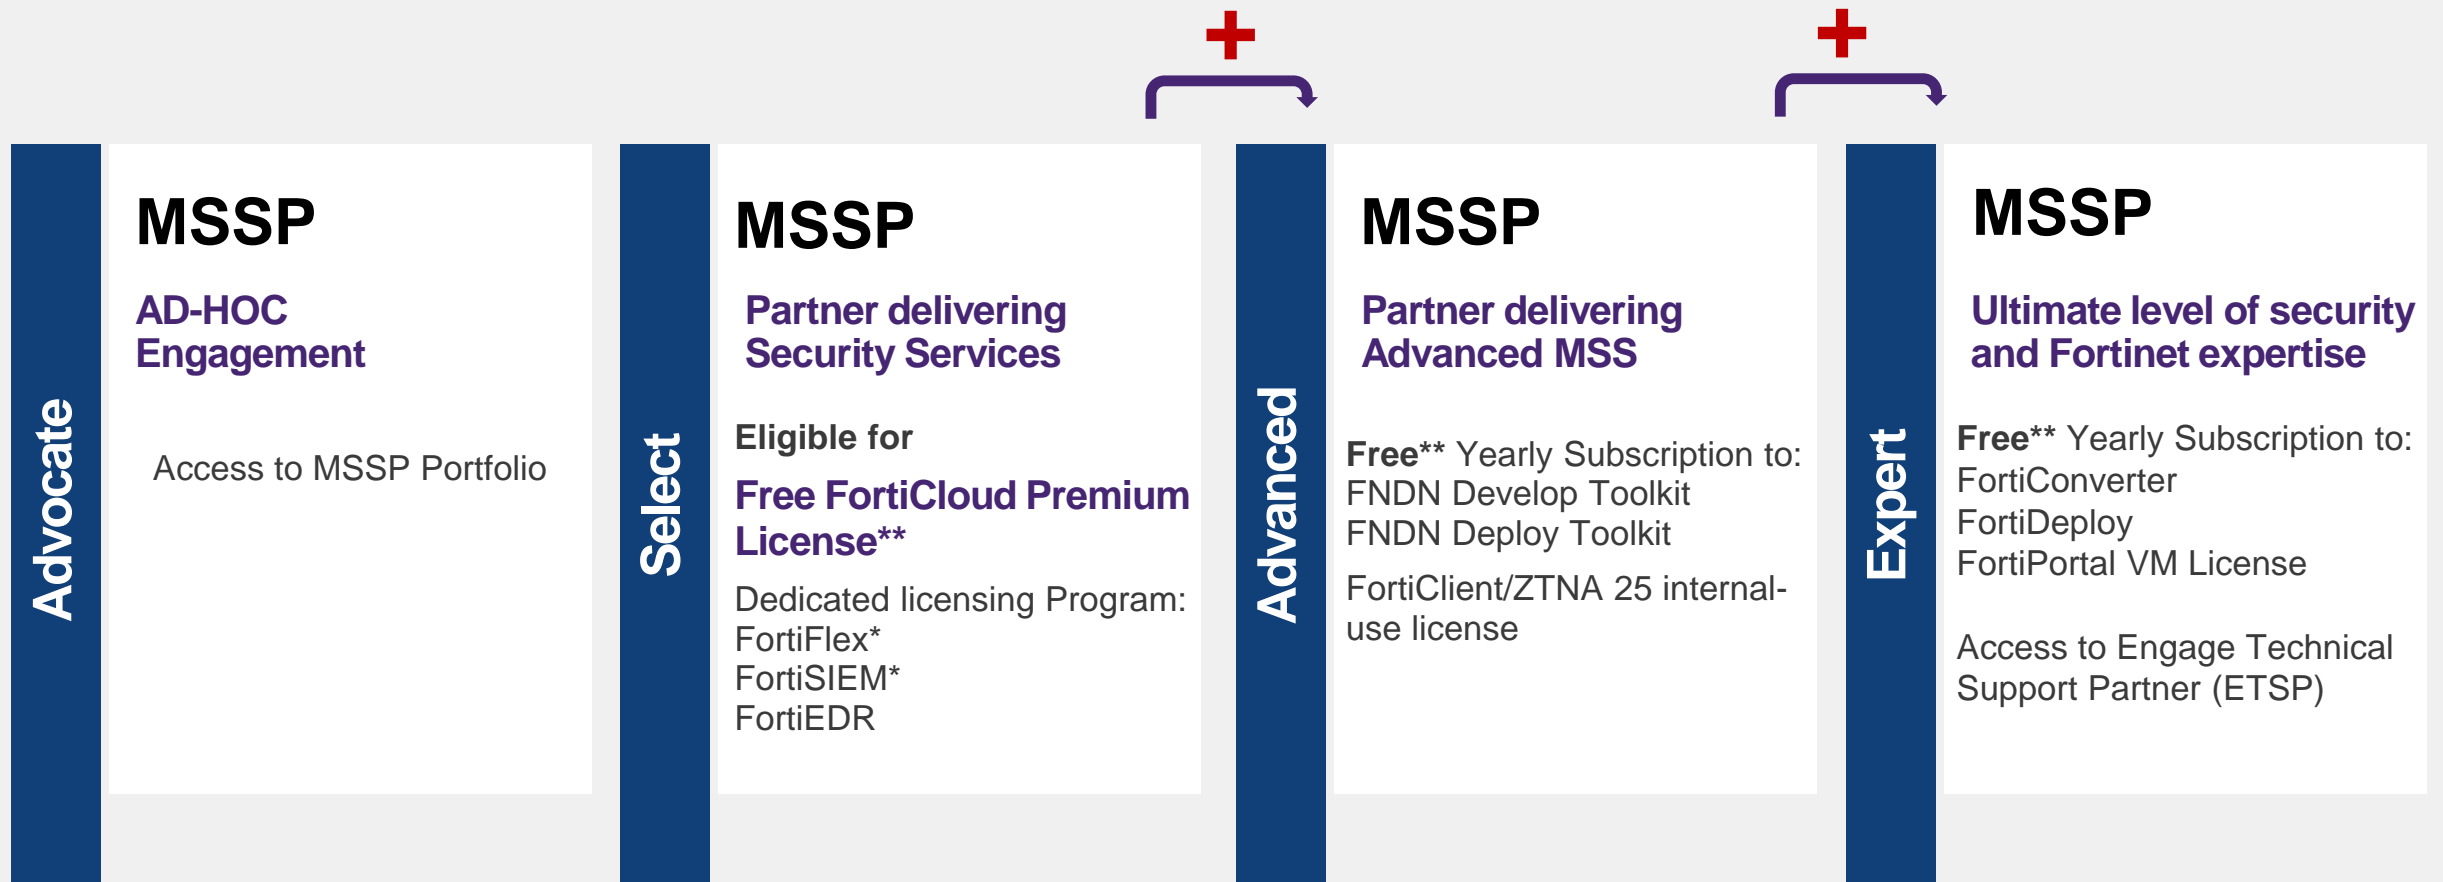 Advocate
MSSP
AD-HOC
Engagement
Access to MSSP Portfolio
Select
MSSP
Partner delivering
Security Services
Eligible for
Free FortiCloud Premium
License**
Dedicated licensing Program:
FortiFlex*
FortiSIEM*
FortiEDR
Advanced
MSSP
Partner delivering
Advanced MSS
Free** Yearly Subscription to:
FNDN Develop Toolkit
FNDN Deploy Toolkit
FortiClient/ZTNA 25 internal-
use license
Expert
MSSP
Ultimate level of security
and Fortinet expertise
Free** Yearly Subscription to:
FortiConverter
FortiDeploy
FortiPortal VM License
Access to Engage Technical
Support Partner (ETSP)